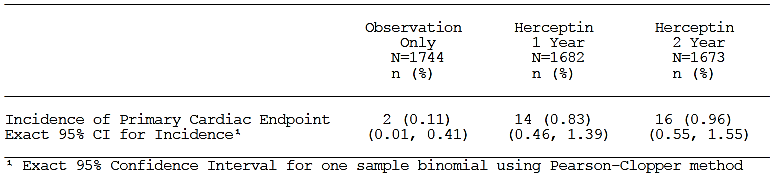 Observation Herceptin Herceptin
Only 1 Year 2 Year
N=1744 N=1682 N=1673
n (%) n (%) n (%)
Incidence of Primary Cardiac Endpoint 2 (0.11) 14 (0.83) 16 (0.96)
Exact 95% CI for Incidence¹ (0.01, 0.41) (0.46, 1.39) (0.55, 1.55)
¹ Exact 95% Confidence Interval for one sample binomial using Pearson-Clopper method